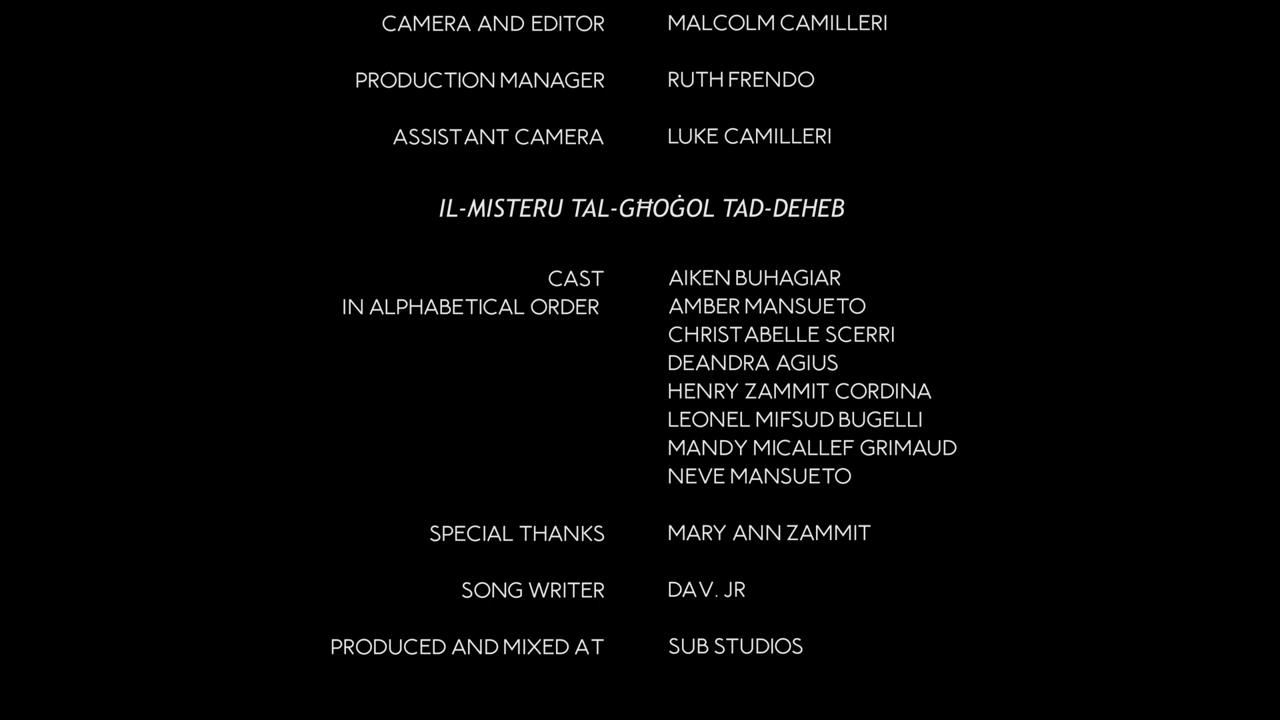 CAMERA AND EDITOR MALCOLM CAMILLERI
PRODUCTION MANAGER RUTH FRENDO
ASSISTANT CAMERA LUKE CAMILLERI
IL-MISTERU TAL-GĦOĠOL TAD-DEHEB
CAST AIKEN BUHAGIAR
IN ALPHABETICAL ORDER AMBER MANSUETO
CHRISTABELLE SCERRI
DEANDRA AGIUS
HENRY ZAMMIT CORDINA
LEONEL MIFSUD BUGELLI
MANDY MICALLEF GRIMAUD
NEVE MANSUETO
SPECIAL THANKS MARY ANN ZAMMIT
SONG WRITER DAV. JR
PRODUCED AND MIXED AT SUB STUDIOS